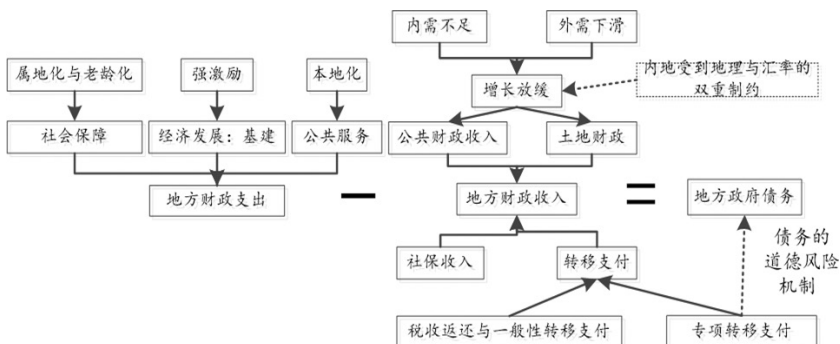 内需不足
外需下滑
属地化与老龄化
强激励
本地化
增长放缓
内地受到地理与汇率的
双重制约
社会保障
经济发展：基建
公共服务
公共财政收入
土地财政
地方财政支出
地方财政收入
地方政府债务
社保收入
转移支付
债务的
道德风险
机制
税收返还与一般性转移支付
专项转移支付